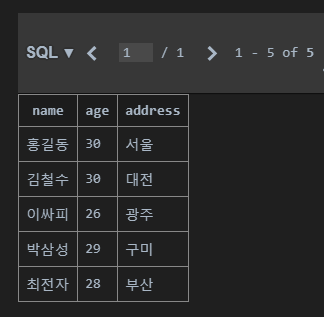 SQL ▼ < 1 / 1 > 1 - 5 of 5
name age address
홍길동 30 서울
김철수 30 대전
이싸피 26 광주
박삼성 29 구미
최전자 28 부산